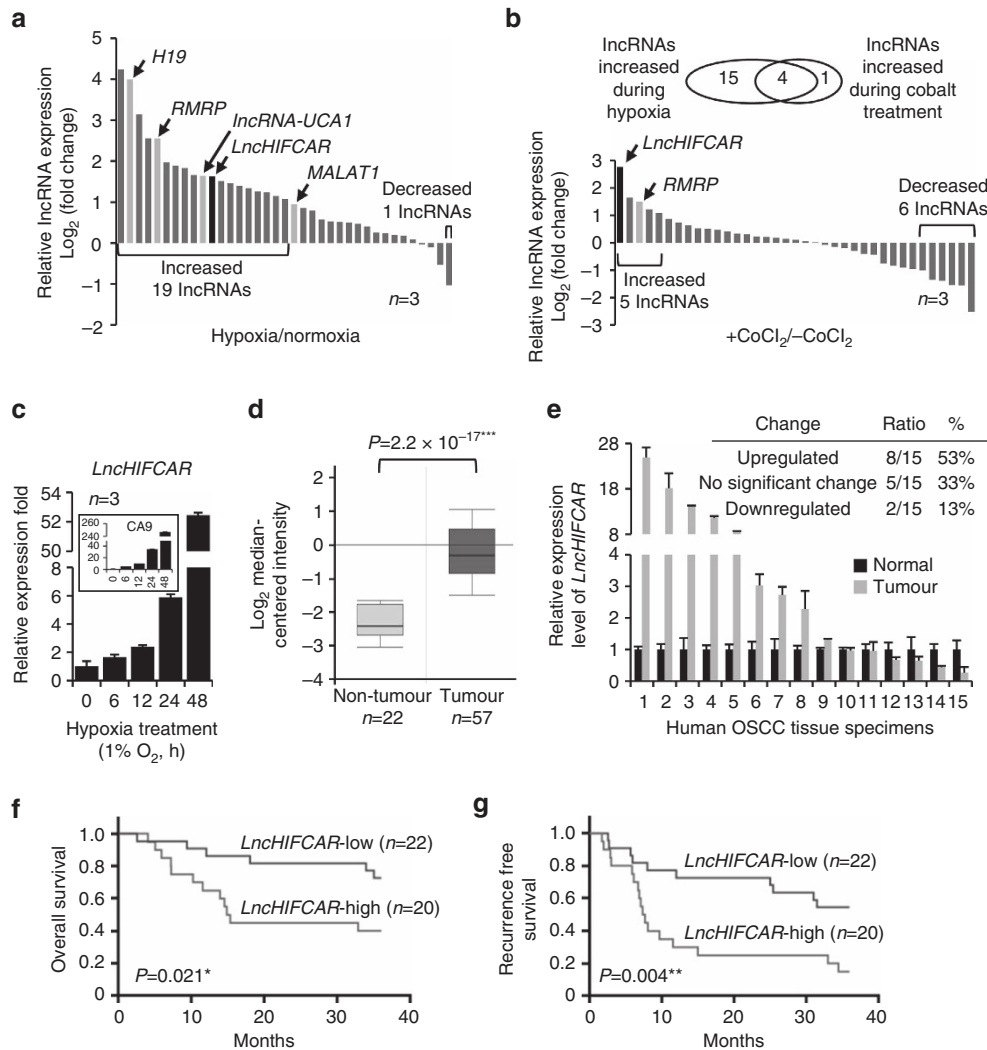 a
Relative lncRNA expression
Log2 (fold change)
5
4
3
2
1
0
−1
−2
H19
RMRP
lncRNA-UCA1
LncHIFCAR
MALAT1
Decreased
1 lncRNAs
Increased
19 lncRNAs
n=3
Hypoxia/normoxia
b
lncRNAs
increased
during
hypoxia
15
4
1
lncRNAs
increased
during cobalt
treatment
Relative lncRNA expression
Log2 (fold change)
3
2
1
0
−1
−2
−3
LncHIFCAR
RMRP
Decreased
6 lncRNAs
Increased
5 lncRNAs
n=3
+CoCl2/−CoCl2
c
LncHIFCAR
n=3
Relative expression fold
54
52
50
8
6
4
2
0
CA9
260
240
40
20
0
0 6 12 24 48
0 6 12 24 48
Hypoxia treatment
(1% O2, h)
d
P=2.2 × 10−17***
Log2 median-
centered intensity
2
1
0
−1
−2
−3
−4
Non-tumour
n=22
Tumour
n=57
e
Change Ratio %
Upregulated 8/15 53%
No significant change 5/15 33%
Downregulated 2/15 13%
Relative expression
level of LncHIFCAR
28
18
8
4
3
2
1
0
Normal
Tumour
1 2 3 4 5 6 7 8 9 10 11 12 13 14 15
Human OSCC tissue specimens
f
Overall survival
1.0
0.8
0.6
0.4
0.2
0
LncHIFCAR-low (n=22)
LncHIFCAR-high (n=20)
P=0.021*
0 10 20 30 40
Months
g
Recurrence free
survival
1.0
0.8
0.6
0.4
0.2
0
LncHIFCAR-low (n=22)
LncHIFCAR-high (n=20)
P=0.004**
0 10 20 30 40
Months